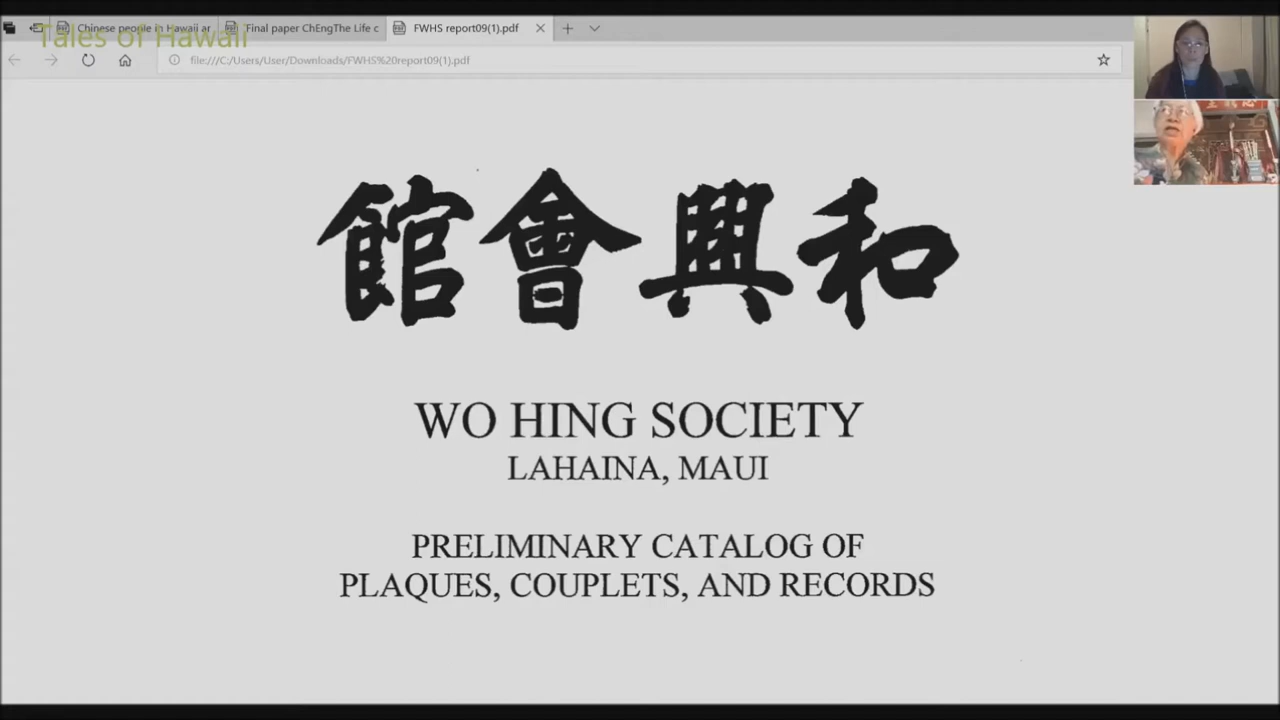 Tales of Hawaii
Chinese people in Hawaii ar
Final paper ChEngThe Life c
FWHS report09(1).pdf
file:///C:/Users/User/Downloads/FWHS%20report09(1).pdf
館會興和
WO HING SOCIETY
LAHAINA, MAUI
PRELIMINARY CATALOG OF
PLAQUES, COUPLETS, AND RECORDS